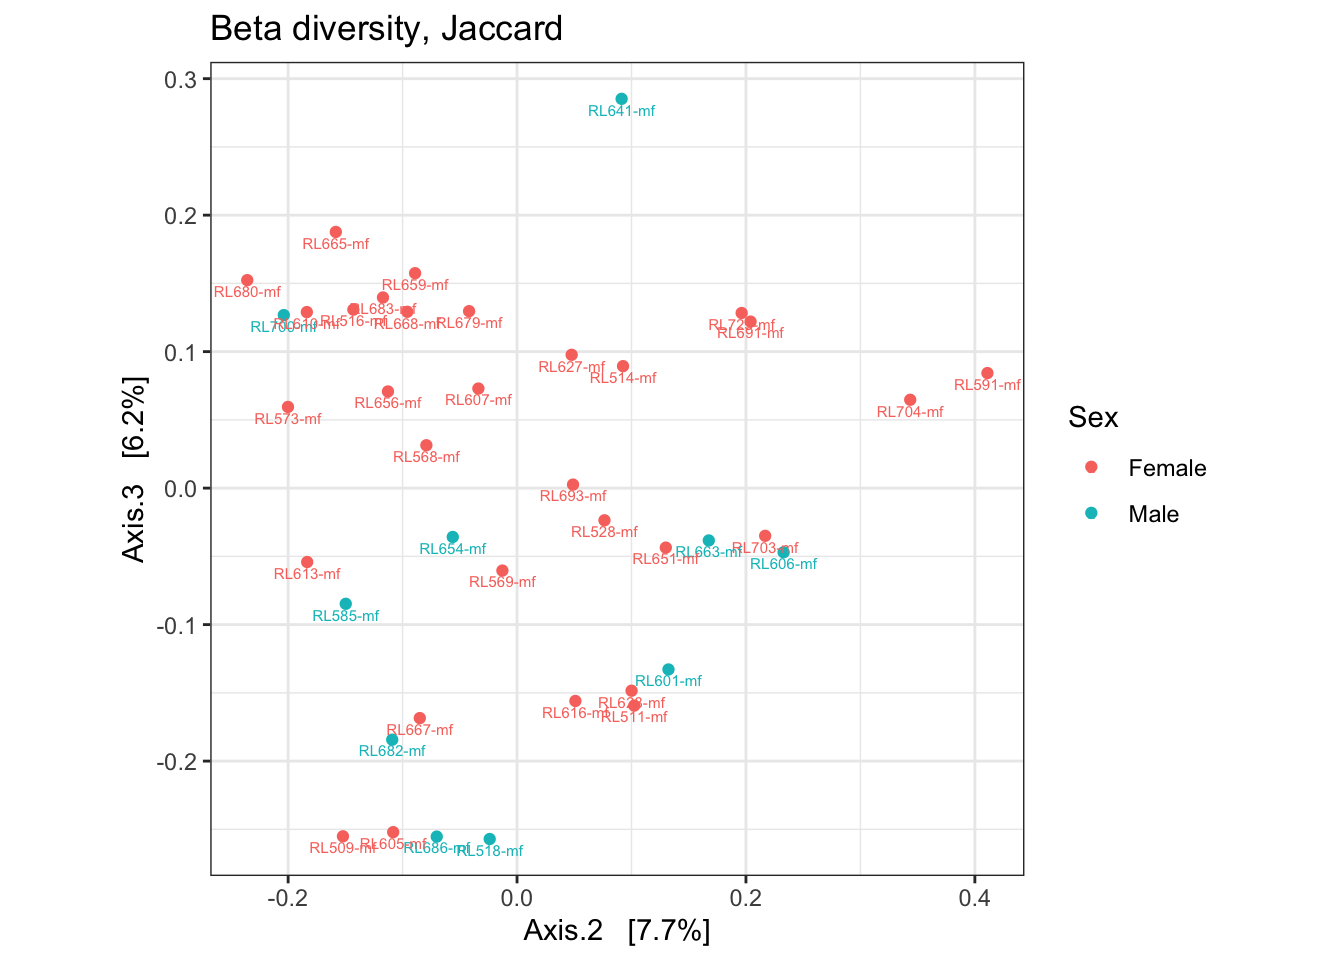 Beta diversity, Jaccard
0.3
0.2
0.1
0.0
-0.1
-0.2
Axis.3 [6.2%]
RL641-mf
RL665-mf
RL659-mf
RL680-mf
RL683-mf
RL516-mf
RL668-mf
RL679-mf
RL691-mf
RL627-mf
RL514-mf
RL591-mf
RL656-mf
RL607-mf
RL704-mf
RL573-mf
RL568-mf
RL693-mf
RL528-mf
RL654-mf
RL651-mf
RL663-mf
RL703-mf
RL606-mf
RL613-mf
RL569-mf
RL585-mf
RL601-mf
RL616-mf
RL511-mf
RL667-mf
RL682-mf
RL509-mf
RL605-mf
RL686-mf
RL518-mf
-0.2
0.0
0.2
0.4
Axis.2 [7.7%]
Sex
Female
Male